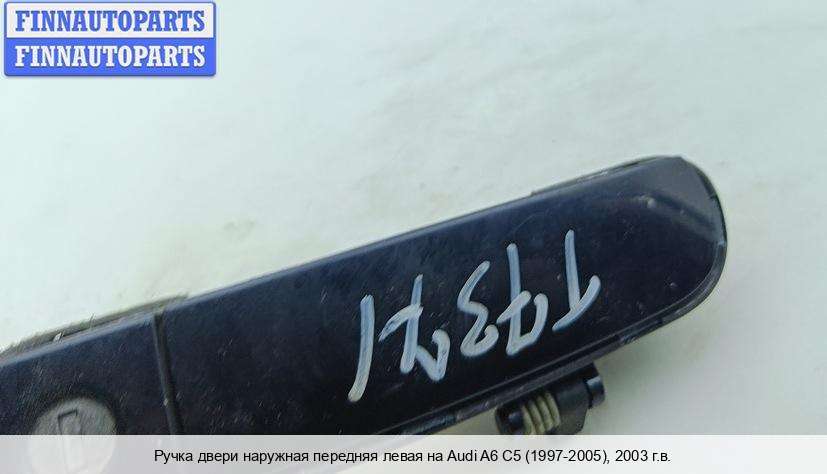 FINNAUTOPARTS
FINNAUTOPARTS
Ручка двери наружная передняя левая на Audi A6 C5 (1997-2005), 2003 г.в.